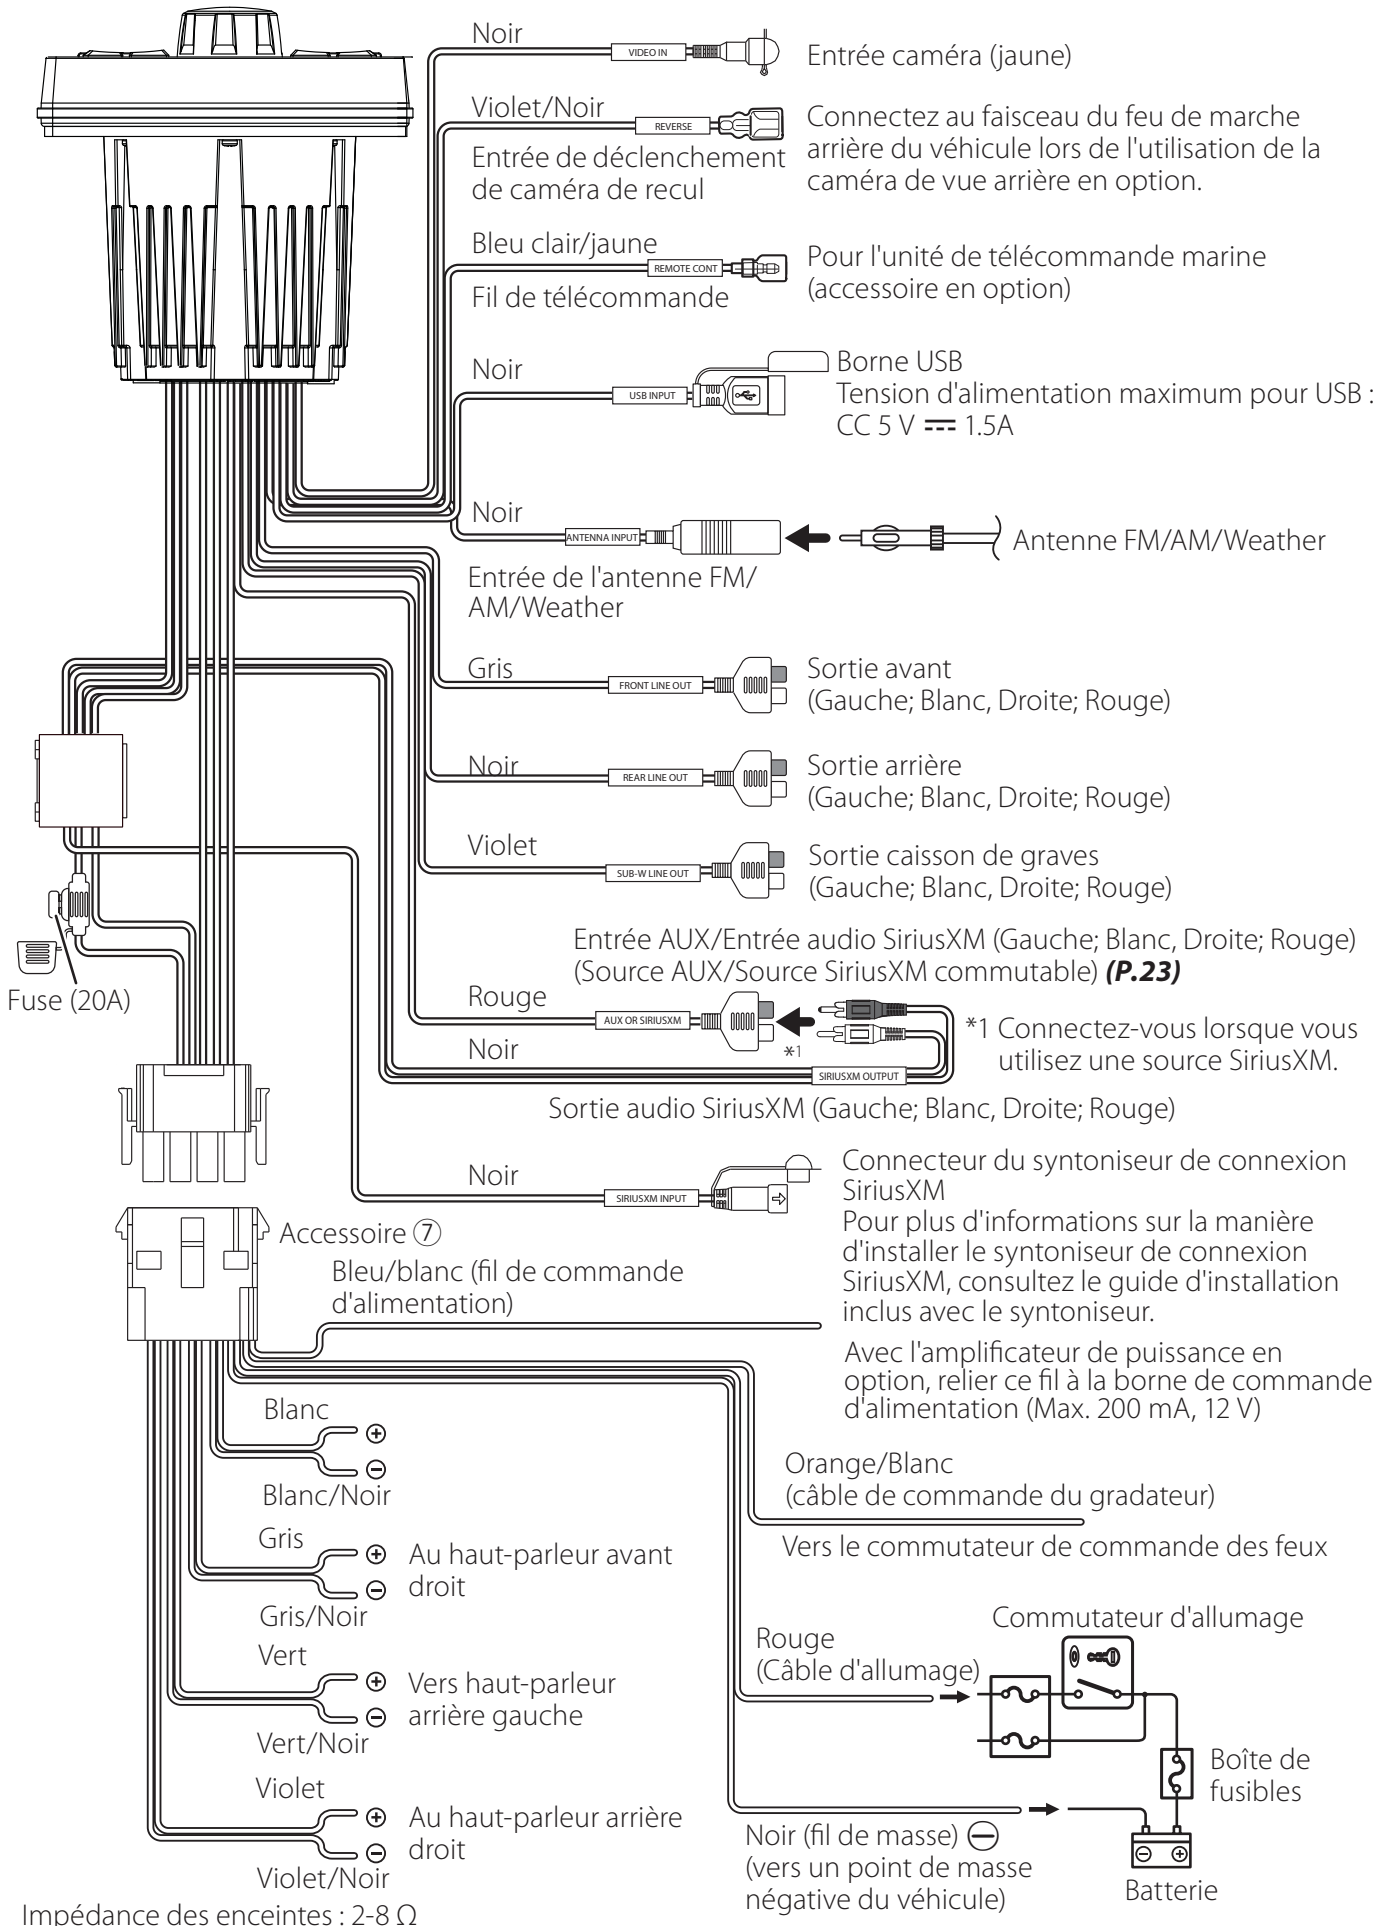 Noir
VIDEO IN
Entrée caméra (jaune)
Violet/Noir
REVERSE
Entrée de déclenchement
de caméra de recul
Connectez au faisceau du feu de marche
arrière du véhicule lors de l'utilisation de la
caméra de vue arrière en option.
Bleu clair/jaune
REMOTE CONT
Fil de télécommande
Pour l'unité de télécommande marine
(accessoire en option)
Noir
USB INPUT
Borne USB
Tension d'alimentation maximum pour USB :
CC 5 V ⎓ 1.5A
Noir
ANTENNA INPUT
Antenne FM/AM/Weather
Entrée de l'antenne FM/
AM/Weather
Gris
FRONT LINE OUT
Sortie avant
(Gauche; Blanc, Droite; Rouge)
Noir
REAR LINE OUT
Sortie arrière
(Gauche; Blanc, Droite; Rouge)
Violet
SUB-W LINE OUT
Sortie caisson de graves
(Gauche; Blanc, Droite; Rouge)
Fuse (20A)
Entrée AUX/Entrée audio SiriusXM (Gauche; Blanc, Droite; Rouge)
(Source AUX/Source SiriusXM commutable) (P.23)
Rouge
AUX OR SIRIUSXM
*1
*1 Connectez-vous lorsque vous
utilisez une source SiriusXM.
Noir
SIRIUSXM OUTPUT
Sortie audio SiriusXM (Gauche; Blanc, Droite; Rouge)
Noir
SIRIUSXM INPUT
Connecteur du syntoniseur de connexion
SiriusXM
Pour plus d'informations sur la manière
d'installer le syntoniseur de connexion
SiriusXM, consultez le guide d'installation
inclus avec le syntoniseur.
Accessoire ⑦
Bleu/blanc (fil de commande
d'alimentation)
Avec l'amplificateur de puissance en
option, relier ce fil à la borne de commande
d'alimentation (Max. 200 mA, 12 V)
Blanc
⊕
⊖
Blanc/Noir
Orange/Blanc
(câble de commande du gradateur)
Vers le commutateur de commande des feux
Gris
⊕
⊖
Au haut-parleur avant
droit
Gris/Noir
Vert
⊕
⊖
Vers haut-parleur
arrière gauche
Vert/Noir
Violet
⊕
⊖
Au haut-parleur arrière
droit
Violet/Noir
Commutateur d'allumage
Rouge
(Câble d'allumage)
Boîte de
fusibles
Noir (fil de masse) ⊖
(vers un point de masse
négative du véhicule)
⊖ ⊕
Batterie
Impédance des enceintes : 2-8 Ω